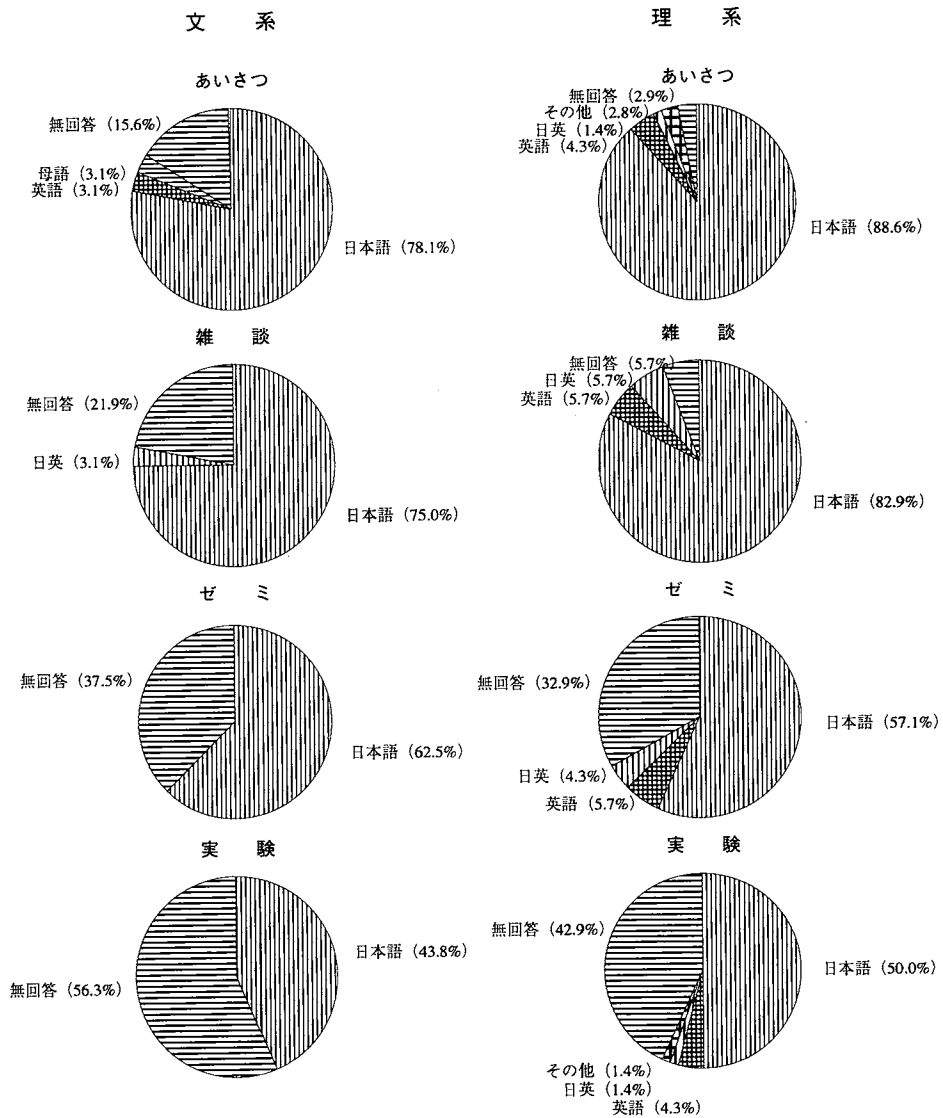 文系
あいさつ
無回答 (15.6%)
母語 (3.1%)
英語 (3.1%)
日本語 (78.1%)
雑談
無回答 (21.9%)
日英 (3.1%)
日本語 (75.0%)
ゼミ
無回答 (37.5%)
日本語 (62.5%)
実験
日本語 (43.8%)
無回答 (56.3%)
理系
あいさつ
無回答 (2.9%)
その他 (2.8%)
日英 (1.4%)
英語 (4.3%)
日本語 (88.6%)
雑談
無回答 (5.7%)
日英 (5.7%)
英語 (5.7%)
日本語 (82.9%)
ゼミ
無回答 (32.9%)
日本語 (57.1%)
日英 (4.3%)
英語 (5.7%)
実験
無回答 (42.9%)
日本語 (50.0%)
その他 (1.4%)
日英 (1.4%)
英語 (4.3%)